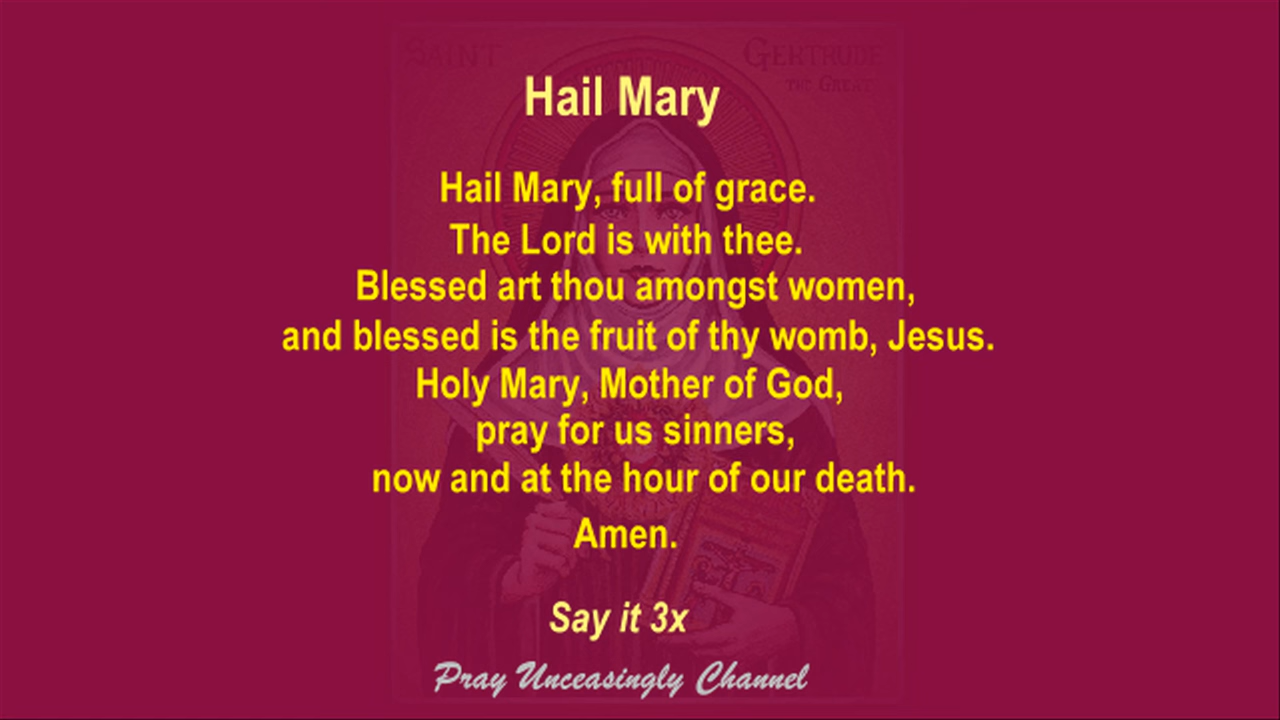 SAINT
GERTRUDE
THE GREAT
Hail Mary
Hail Mary, full of grace.
The Lord is with thee.
Blessed art thou amongst women,
and blessed is the fruit of thy womb, Jesus.
Holy Mary, Mother of God,
pray for us sinners,
now and at the hour of our death.
Amen.
Say it 3x
Pray Unceasingly Channel